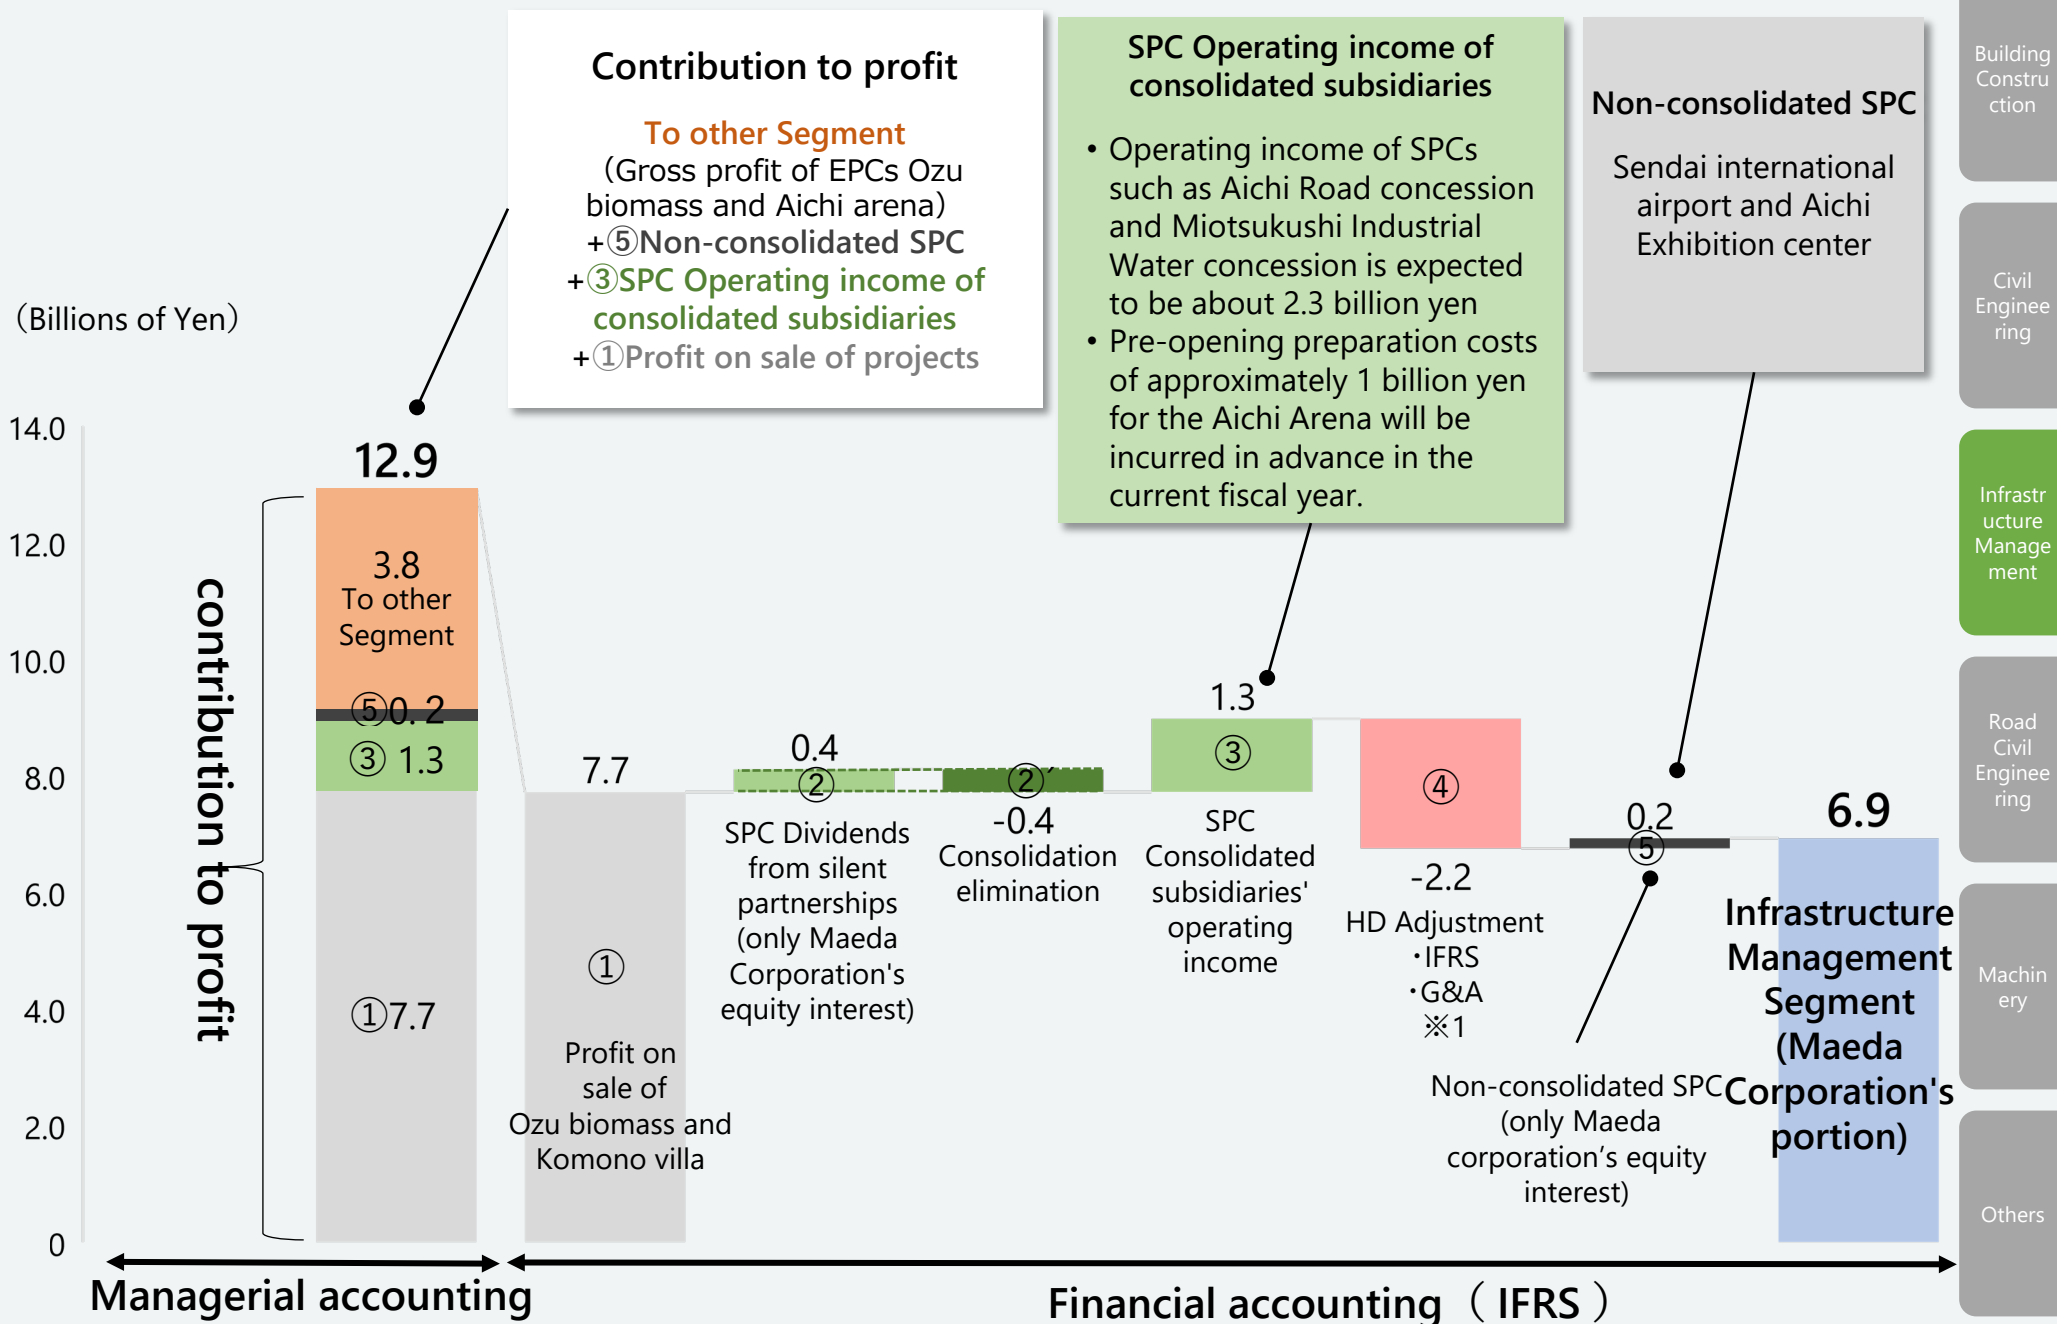 Contribution to profit
To other Segment
（Gross profit of EPCs Ozu
biomass and Aichi arena）
+⑤Non-consolidated SPC
+③SPC Operating income of
consolidated subsidiaries
+①Profit on sale of projects
SPC Operating income of
consolidated subsidiaries
• Operating income of SPCs
such as Aichi Road concession
and Miotsukushi Industrial
Water concession is expected
to be about 2.3 billion yen
• Pre-opening preparation costs
of approximately 1 billion yen
for the Aichi Arena will be
incurred in advance in the
current fiscal year.
Non-consolidated SPC
Sendai international
airport and Aichi
Exhibition center
（Billions of Yen）
14.0
12.0
10.0
8.0
6.0
4.0
2.0
0
contribution to profit
12.9
3.8
To other
Segment
⑤0. 2
③ 1.3
①7.7
7.7
①
Profit on
sale of
Ozu biomass and
Komono villa
0.4
②
SPC Dividends
from silent
partnerships
(only Maeda
Corporation's
equity interest)
②´
-0.4
Consolidation
elimination
1.3
③
SPC
Consolidated
subsidiaries'
operating
income
④
-2.2
HD Adjustment
・IFRS
・G&A
※1
0.2
⑤
Non-consolidated SPC
(only Maeda
corporation’s equity
interest)
6.9
Infrastructure
Management
Segment
(Maeda
Corporation's
portion)
Managerial accounting
Financial accounting（ IFRS ）
Building
Constru
ction
Civil
Enginee
ring
Infrastr
ucture
Manage
ment
Road
Civil
Enginee
ring
Machin
ery
Others